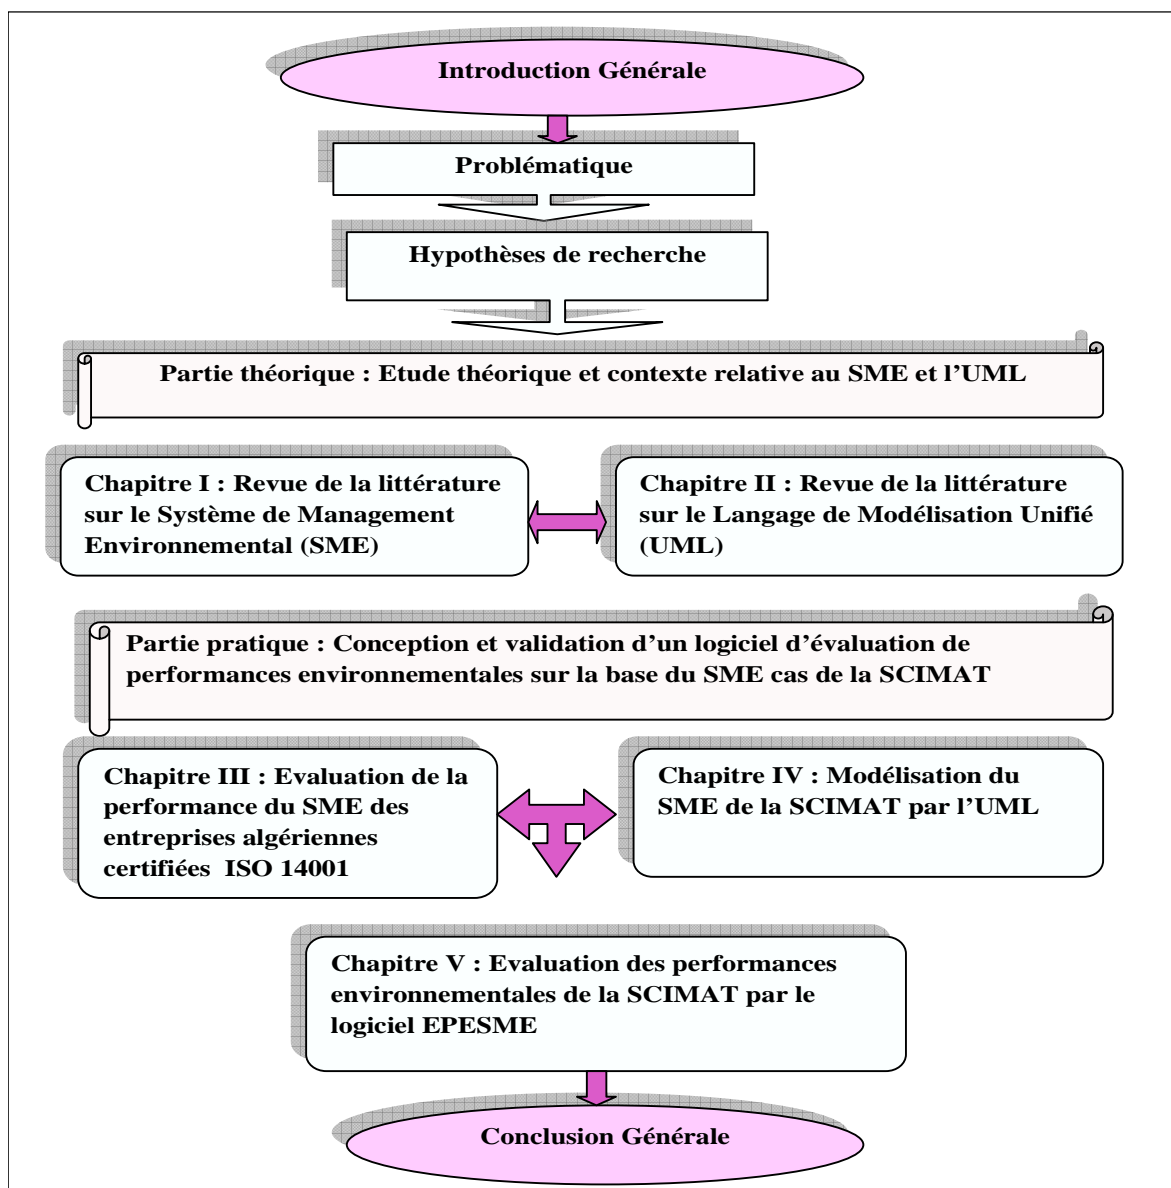 Introduction Générale
Problématique
Hypothèses de recherche
Partie théorique : Etude théorique et contexte relative au SME et l’UML
Chapitre I : Revue de la littérature
sur le Système de Management
Environnemental (SME)
Chapitre II : Revue de la littérature
sur le Langage de Modélisation Unifié
(UML)
Partie pratique : Conception et validation d’un logiciel d’évaluation de
performances environnementales sur la base du SME cas de la SCIMAT
Chapitre III : Evaluation de la
performance du SME des
entreprises algériennes
certifiées ISO 14001
Chapitre IV : Modélisation du
SME de la SCIMAT par l’UML
Chapitre V : Evaluation des performances
environnementales de la SCIMAT par le
logiciel EPESME
Conclusion Générale